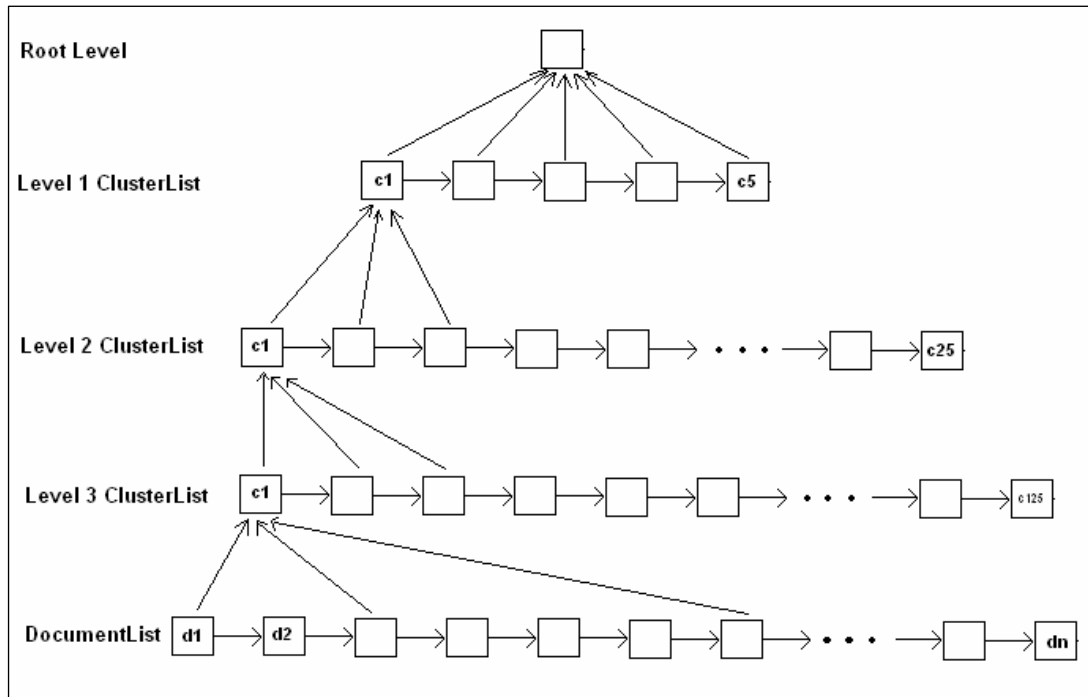 Root Level
Level 1 ClusterList
c1 c5
Level 2 ClusterList
c1 c25
Level 3 ClusterList
c1 c125
DocumentList
d1 d2 dn